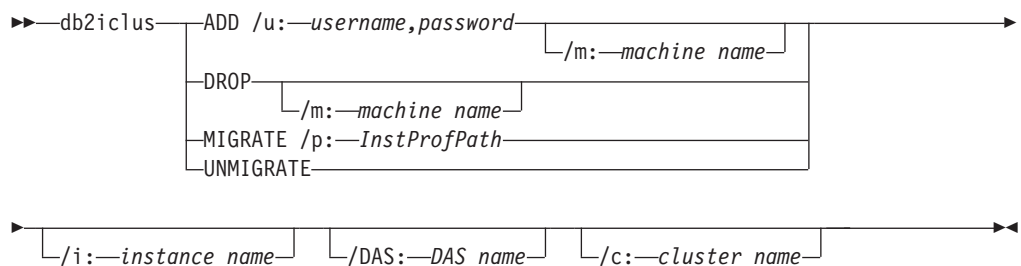 db2iclus ADD /u: username,password
/m: machine name
DROP
/m: machine name
MIGRATE /p: InstProfPath
UNMIGRATE
/i: instance name /DAS: DAS name /c: cluster name